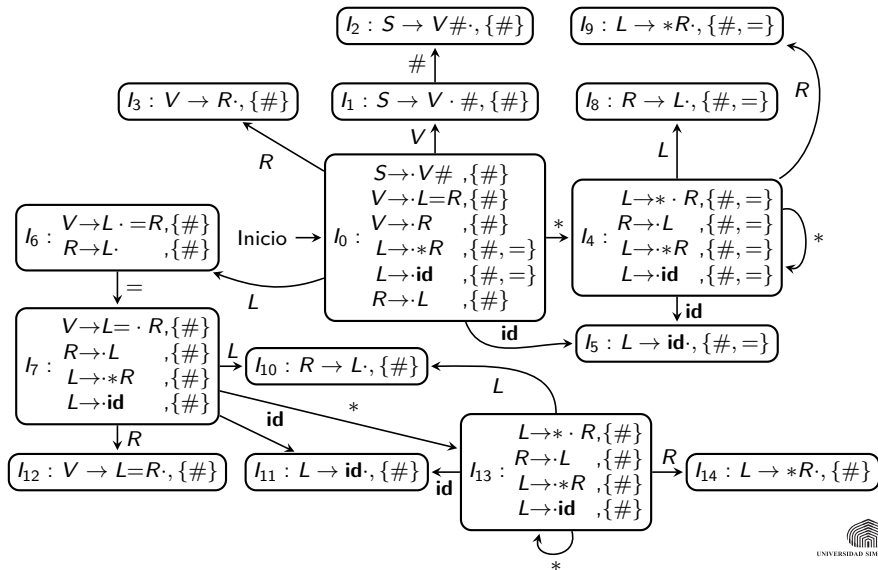 I2 : S → V#·, {#}
I9 : L → ∗R·, {#, =}
#
I3 : V → R·, {#}
I1 : S → V · #, {#}
I8 : R → L·, {#, =}
R
V
R
L
Inicio
I0 :
S→·V# ,{#}
V→·L=R,{#}
V→·R ,{#}
L→·∗R ,{#, =}
L→·id ,{#, =}
R→·L ,{#}
∗
I4 :
L→∗ · R,{#, =}
R→·L ,{#, =}
L→·∗R ,{#, =}
L→·id ,{#, =}
∗
I6 :
V→L · =R,{#}
R→L· ,{#}
L
=
id
id
I5 : L → id·, {#, =}
I7 :
V→L= · R,{#}
R→·L ,{#}
L→·∗R ,{#}
L→·id ,{#}
L
I10 : R → L·, {#}
L
id
∗
R
I12 : V → L=R·, {#}
I11 : L → id·, {#}
id
I13 :
L→∗ · R,{#}
R→·L ,{#}
L→·∗R ,{#}
L→·id ,{#}
R
I14 : L → ∗R·, {#}
∗